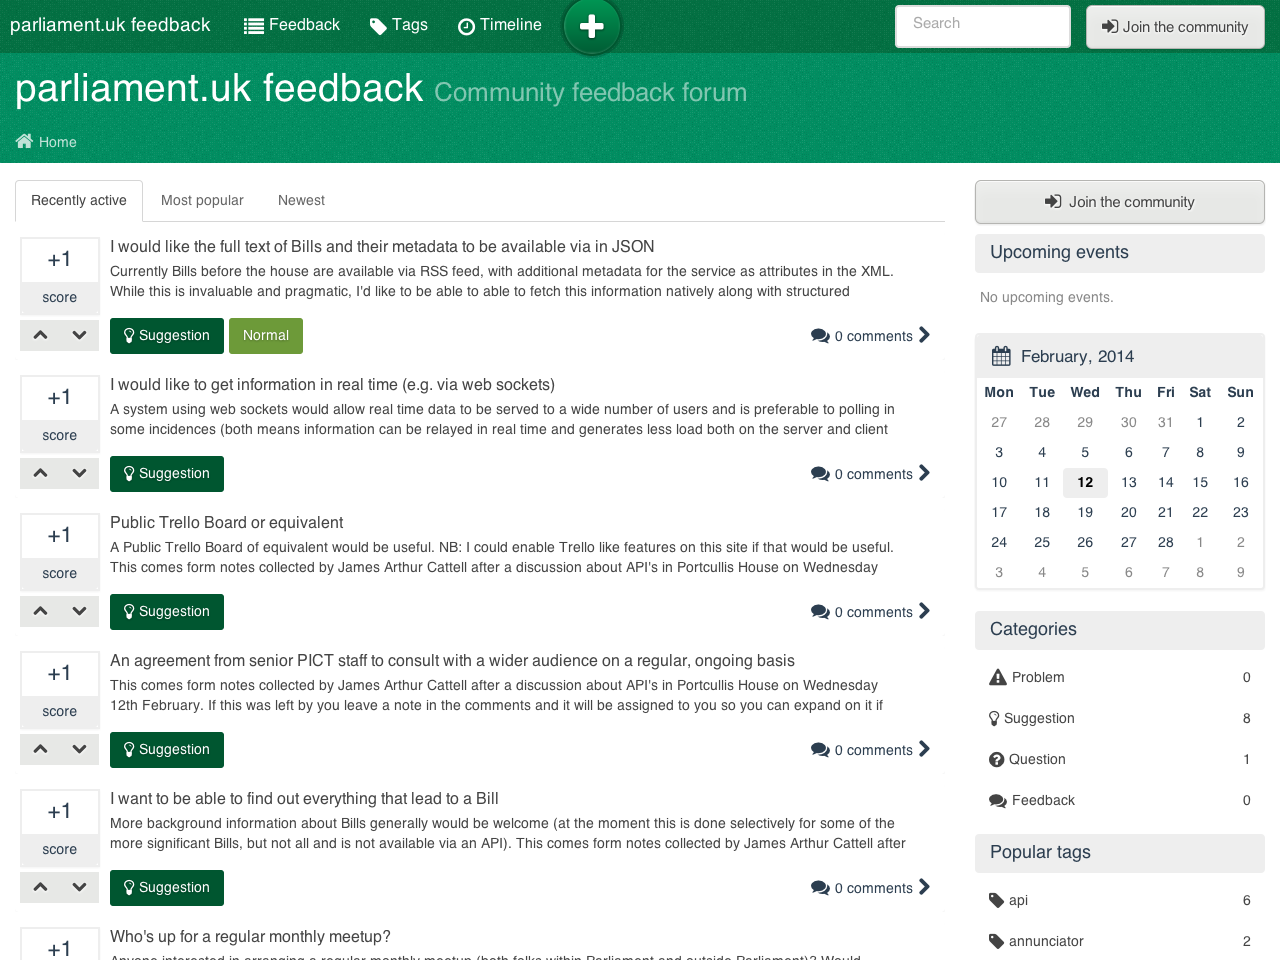 parliament.uk feedback
Feedback
Tags
Timeline
Search
Join the community
parliament.uk feedback Community feedback forum
Home
Recently active
Most popular
Newest
+1
score
I would like the full text of Bills and their metadata to be available via in JSON
Currently Bills before the house are available via RSS feed, with additional metadata for the service as attributes in the XML.
While this is invaluable and pragmatic, I'd like to be able to able to fetch this information natively along with structured
Suggestion
Normal
0 comments
+1
score
I would like to get information in real time (e.g. via web sockets)
A system using web sockets would allow real time data to be served to a wide number of users and is preferable to polling in
some incidences (both means information can be relayed in real time and generates less load both on the server and client
Suggestion
0 comments
+1
score
Public Trello Board or equivalent
A Public Trello Board of equivalent would be useful. NB: I could enable Trello like features on this site if that would be useful.
This comes form notes collected by James Arthur Cattell after a discussion about API's in Portcullis House on Wednesday
Suggestion
0 comments
+1
score
An agreement from senior PICT staff to consult with a wider audience on a regular, ongoing basis
This comes form notes collected by James Arthur Cattell after a discussion about API's in Portcullis House on Wednesday
12th February. If this was left by you leave a note in the comments and it will be assigned to you so you can expand on it if
Suggestion
0 comments
+1
score
I want to be able to find out everything that lead to a Bill
More background information about Bills generally would be welcome (at the moment this is done selectively for some of the
more significant Bills, but not all and is not available via an API). This comes form notes collected by James Arthur Cattell after
Suggestion
0 comments
+1
Who's up for a regular monthly meetup?
Anyone interested in arranging a regular monthly meetup (both folks within Parliament and outside Parliament)? Would
Join the community
Upcoming events
No upcoming events.
February, 2014
Mon Tue Wed Thu Fri Sat Sun
27 28 29 30 31 1 2
3 4 5 6 7 8 9
10 11 12 13 14 15 16
17 18 19 20 21 22 23
24 25 26 27 28 1 2
3 4 5 6 7 8 9
Categories
Problem 0
Suggestion 8
Question 1
Feedback 0
Popular tags
api 6
annunciator 2